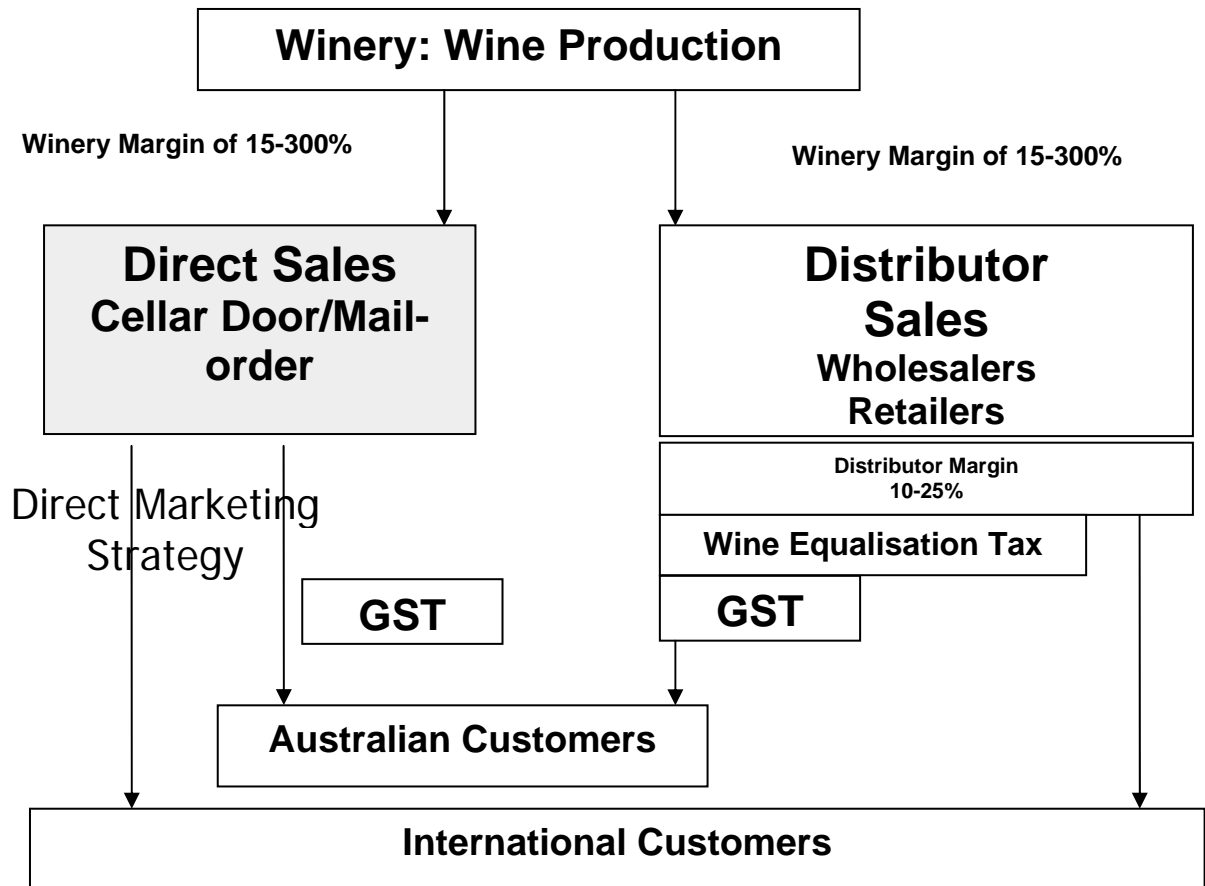 Winery: Wine Production
Winery Margin of 15-300%
Winery Margin of 15-300%
Direct Sales
Cellar Door/Mail-
order
Distributor
Sales
Wholesalers
Retailers
Distributor Margin
10-25%
Direct Marketing
Strategy
Wine Equalisation Tax
GST
GST
Australian Customers
International Customers